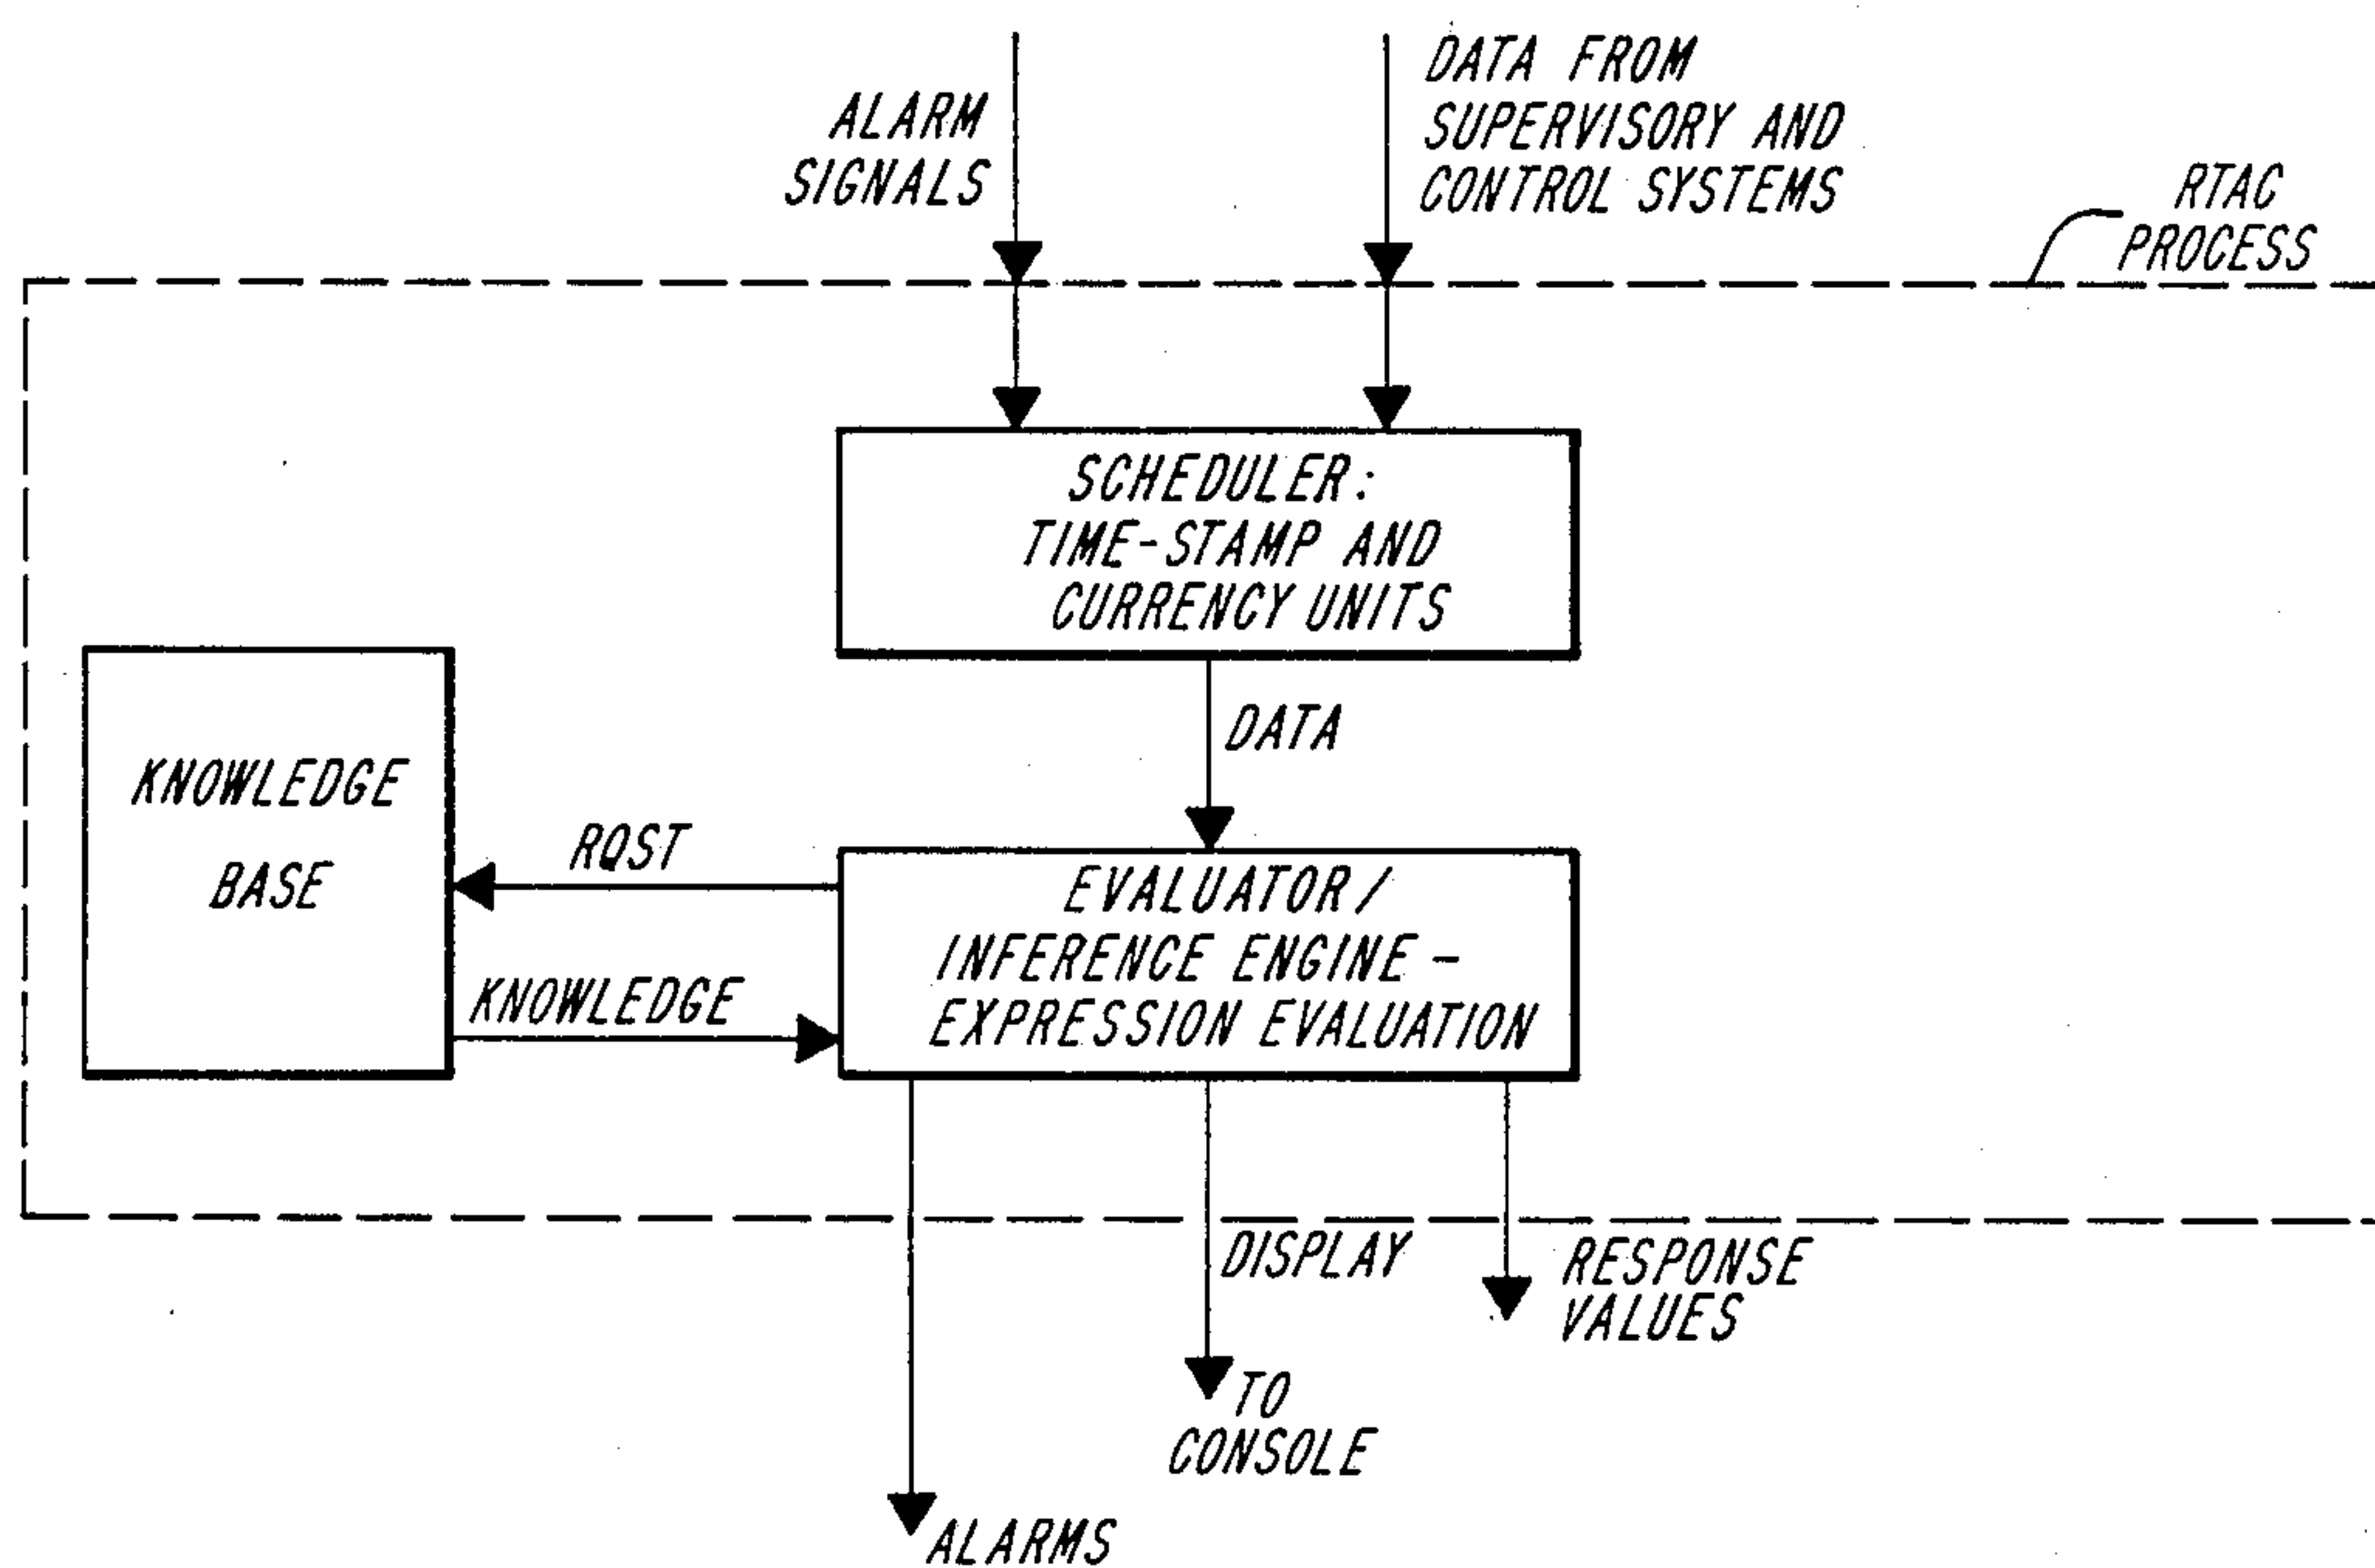 ALARM
SIGNALS
DATA FROM
SUPERVISORY AND
CONTROL SYSTEMS
RTAC
PROCESS
SCHEDULER:
TIME-STAMP AND
CURRENCY UNITS
DATA
KNOWLEDGE
BASE
RQST
KNOWLEDGE
EVALUATOR/
INFERENCE ENGINE -
EXPRESSION EVALUATION
DISPLAY
RESPONSE
VALUES
TO
CONSOLE
ALARMS